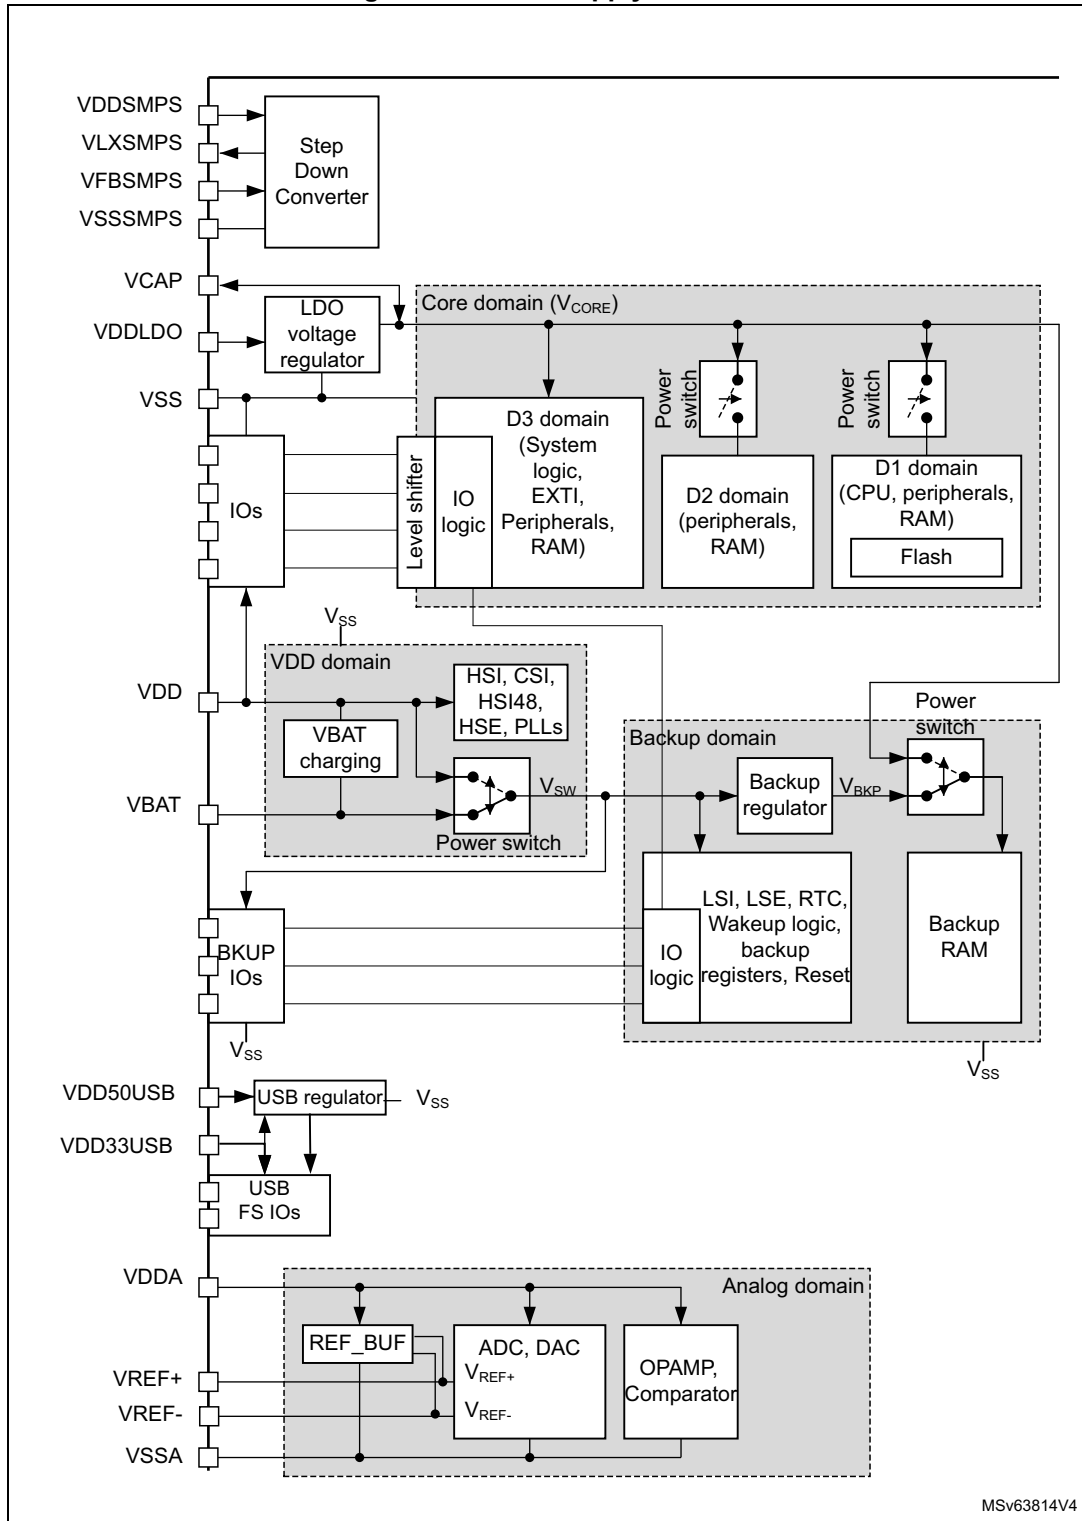 VDDSMPS
VLXSMPS
VFBSMPS
VSSSMPS
Step
Down
Converter
VCAP
VDDLDO
VSS
LDO
voltage
regulator
Core domain (VCORE)
Power
switch
Power
switch
D3 domain
(System
logic,
EXTI,
Peripherals,
RAM)
D2 domain
(peripherals,
RAM)
D1 domain
(CPU, peripherals,
RAM)
Flash
IOs
Level shifter
IO
logic
VSS
VDD domain
VDD
HSI, CSI,
HSI48,
HSE, PLLs
VBAT
charging
VBAT
VSW
Power switch
Power
switch
Backup domain
Backup
regulator
VBKP
LSI, LSE, RTC,
Wakeup logic,
backup
registers, Reset
IO
logic
Backup
RAM
BKUP
IOs
VSS
VSS
VDD50USB
USB regulator
VSS
VDD33USB
USB
FS IOs
VDDA
Analog domain
REF_BUF
ADC, DAC
VREF+
VREF-
OPAMP,
Comparator
VREF+
VREF-
VSSA
MSv63814V4